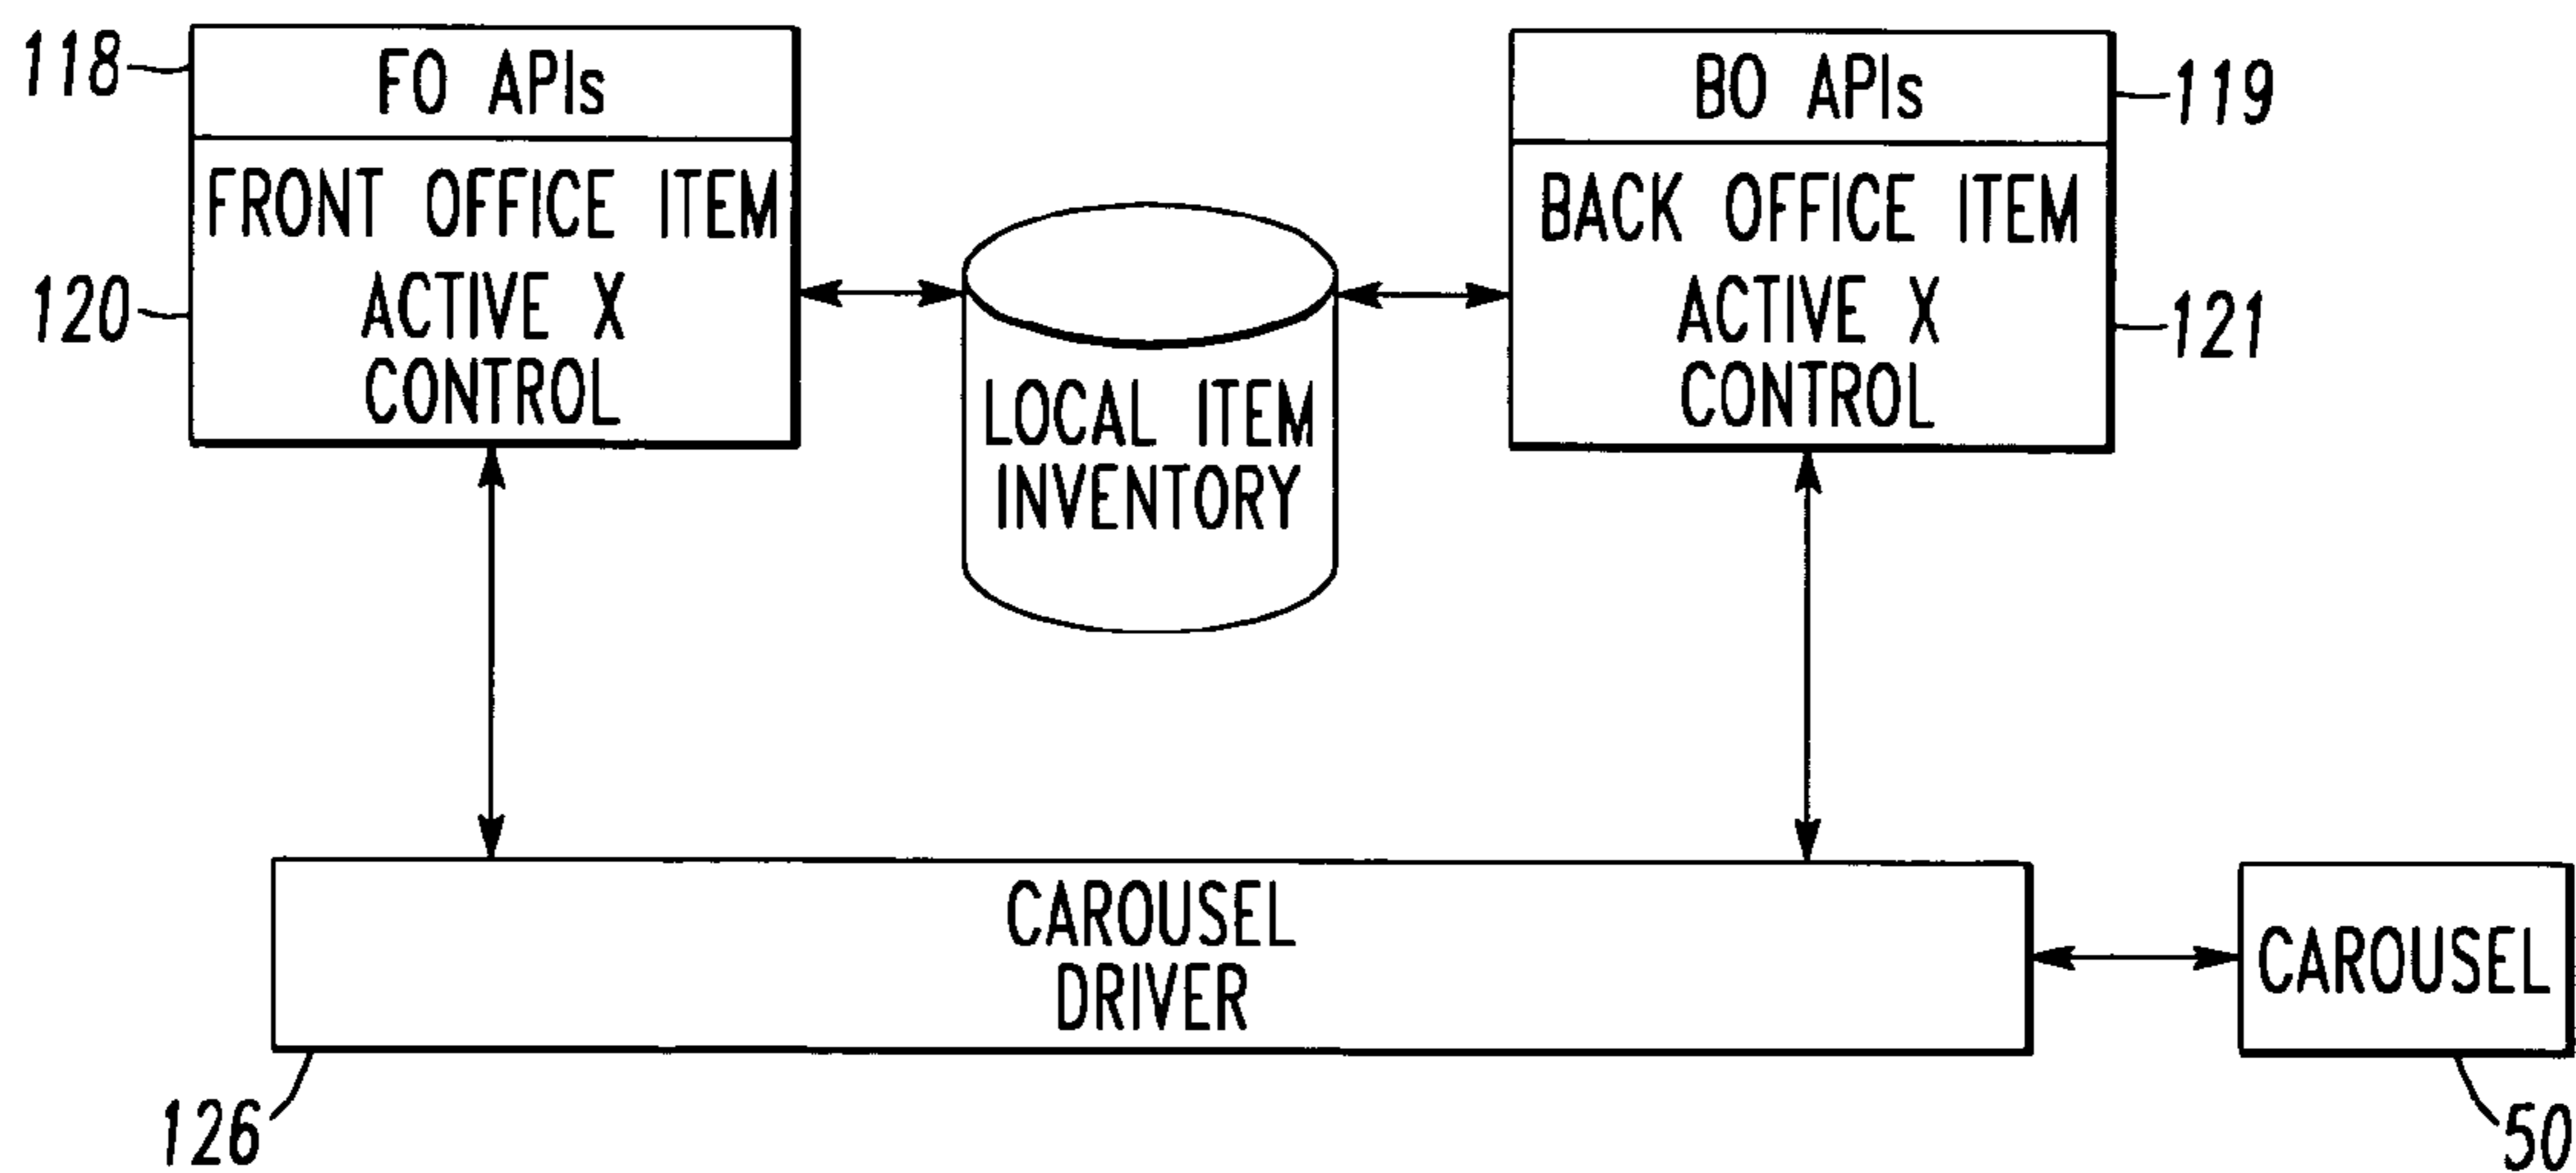 118
FO APIs
FRONT OFFICE ITEM
ACTIVE X
CONTROL
120
LOCAL ITEM
INVENTORY
BO APIs
119
BACK OFFICE ITEM
ACTIVE X
CONTROL
121
CAROUSEL
DRIVER
126
CAROUSEL
50